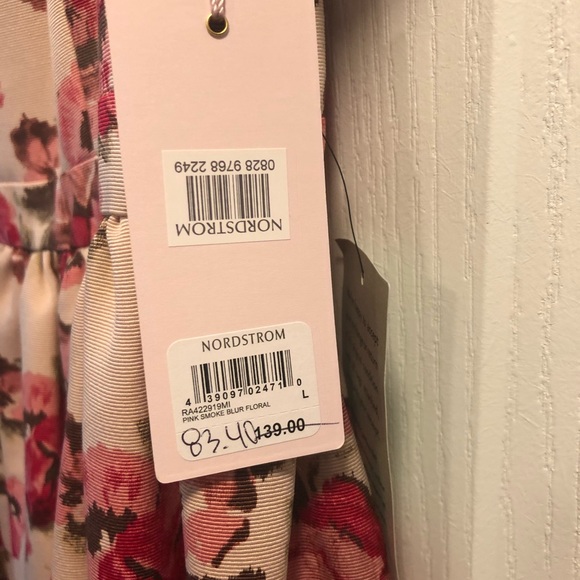 0828 9768 2249
NORDSTROM
NORDSTROM
4 39097 02471 0
L
RA422919MI
PINK SMOKE BLUR FLORAL
83.40 139.00